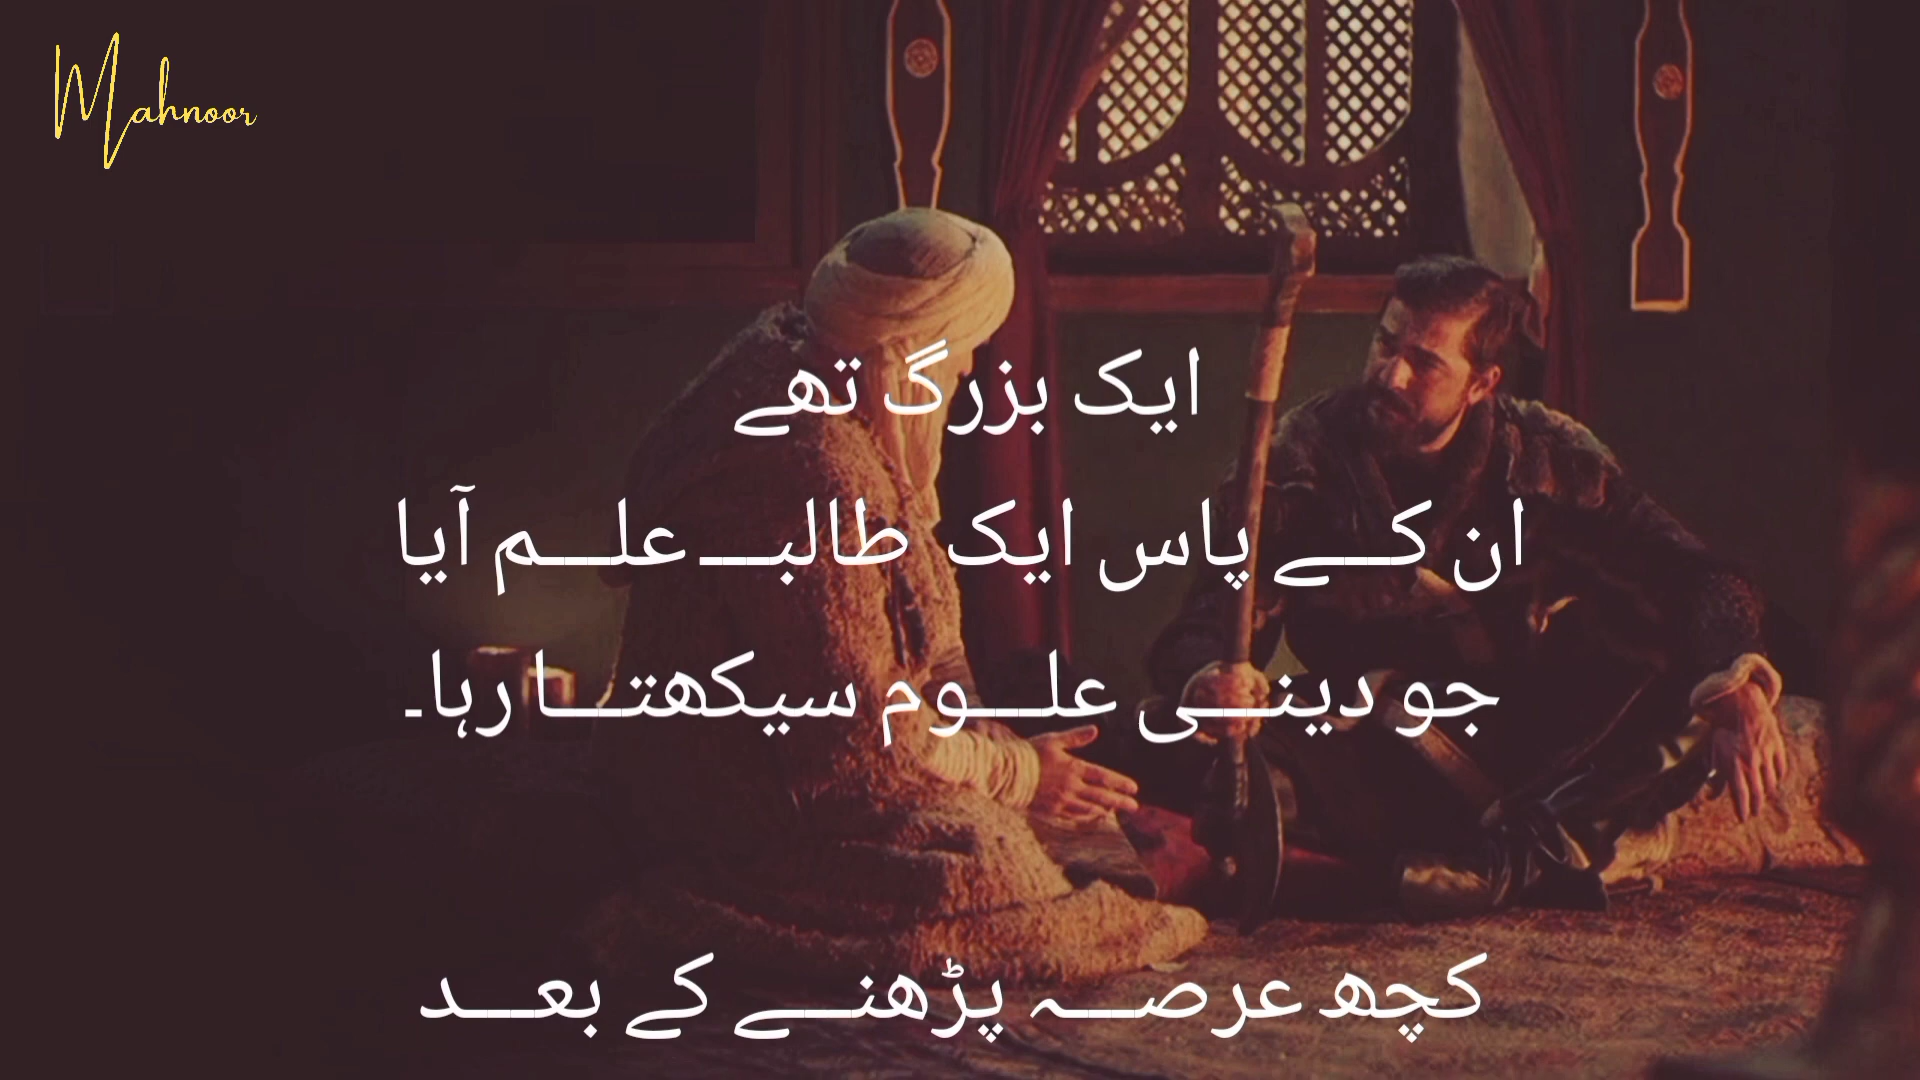 Mahnoor
ایک بزرگ تھے
ان کے پاس ایک طالب علم آیا
جو دینی علوم سیکھتا رہا۔
کچھ عرصہ پڑھنے کے بعد